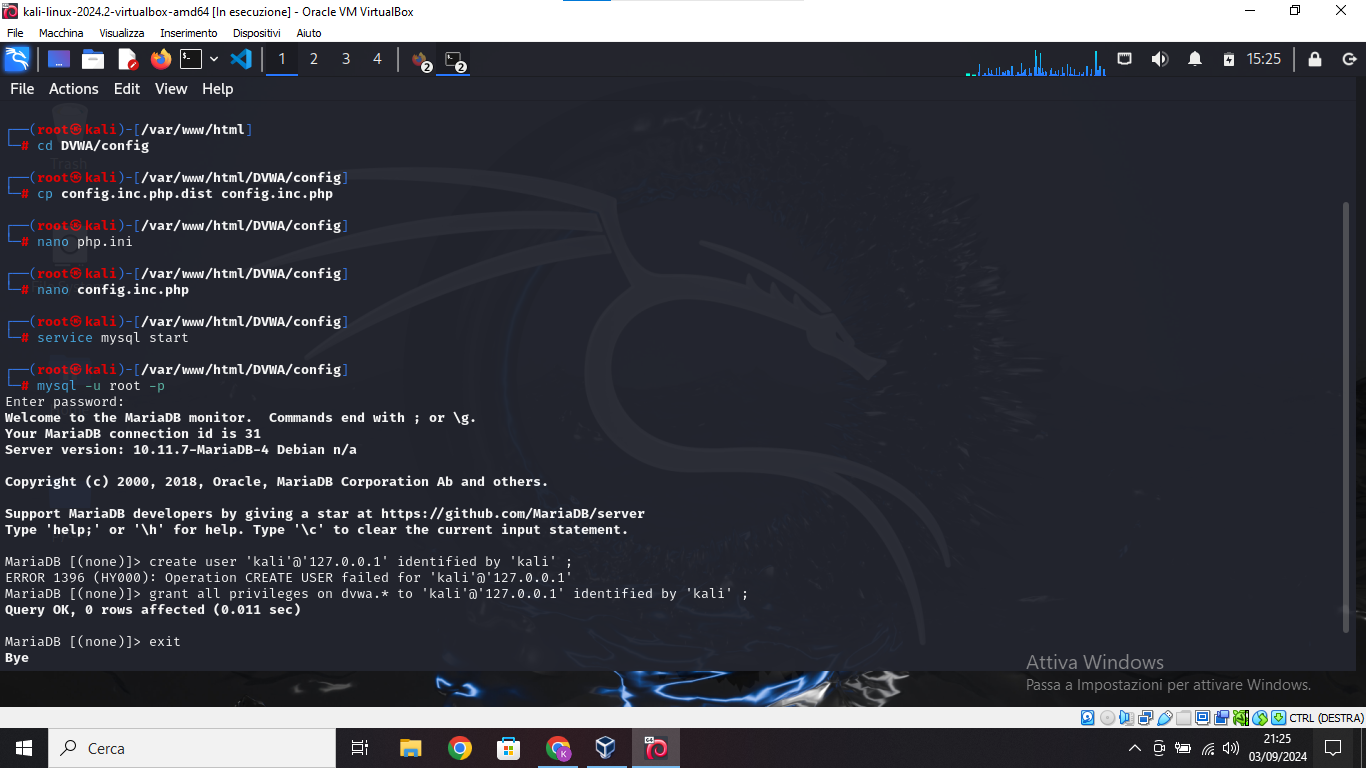 kali-linux-2024.2-virtualbox-amd64 [In esecuzione] - Oracle VM VirtualBox
File Macchina Visualizza Inserimento Dispositivi Aiuto
1 2 3 4 2 2 15:25
File Actions Edit View Help
┌──(root㉿kali)-[/var/www/html]
└─# cd DVWA/config
Trash
┌──(root㉿kali)-[/var/www/html/DVWA/config]
└─# cp config.inc.php.dist config.inc.php
┌──(root㉿kali)-[/var/www/html/DVWA/config]
└─# nano php.ini
┌──(root㉿kali)-[/var/www/html/DVWA/config]
└─# nano config.inc.php
┌──(root㉿kali)-[/var/www/html/DVWA/config]
└─# service mysql start
┌──(root㉿kali)-[/var/www/html/DVWA/config]
└─# mysql -u root -p
Enter password:
Welcome to the MariaDB monitor.  Commands end with ; or \g.
Your MariaDB connection id is 31
Server version: 10.11.7-MariaDB-4 Debian n/a
Copyright (c) 2000, 2018, Oracle, MariaDB Corporation Ab and others.
Support MariaDB developers by giving a star at https://github.com/MariaDB/server
Type 'help;' or '\h' for help. Type '\c' to clear the current input statement.
MariaDB [(none)]> create user 'kali'@'127.0.0.1' identified by 'kali' ;
ERROR 1396 (HY000): Operation CREATE USER failed for 'kali'@'127.0.0.1'
MariaDB [(none)]> grant all privileges on dvwa.* to 'kali'@'127.0.0.1' identified by 'kali' ;
Query OK, 0 rows affected (0.011 sec)
MariaDB [(none)]> exit
Bye
Attiva Windows
Passa a Impostazioni per attivare Windows.
CTRL (DESTRA)
Cerca
K
64
21:25
03/09/2024